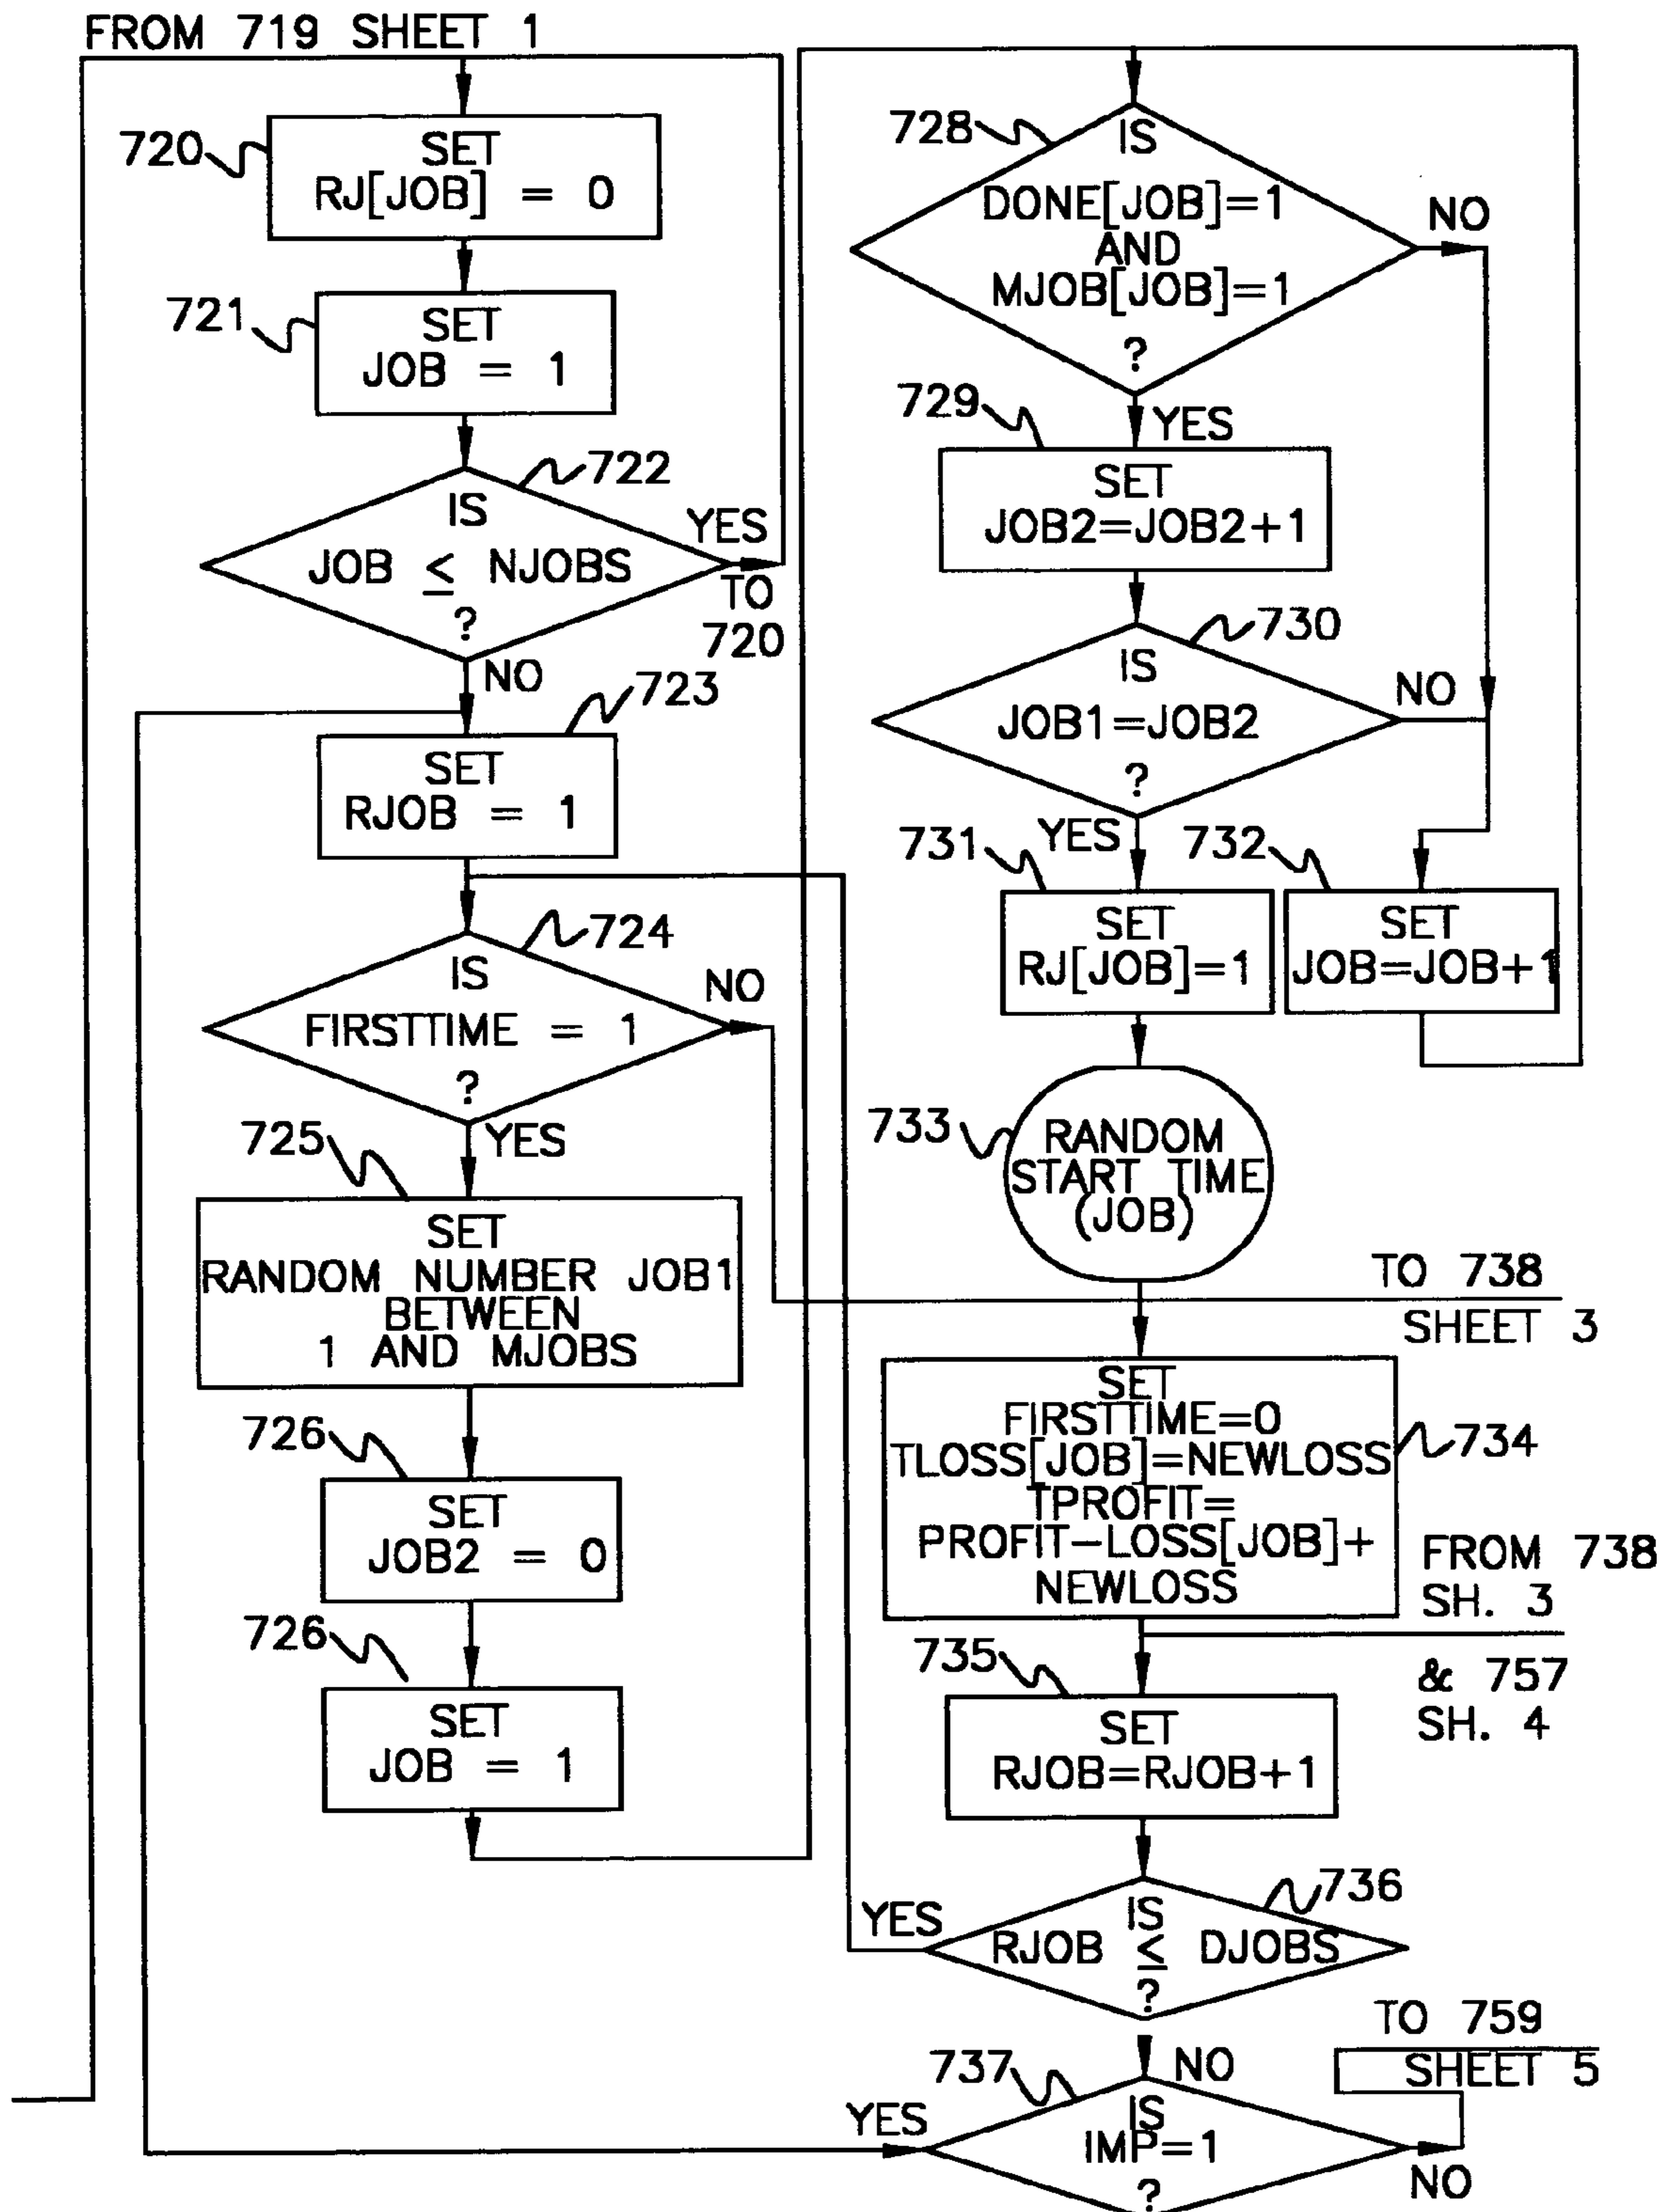 FROM 719 SHEET 1
720
SET
RJ[JOB] = 0
721
SET
JOB = 1
722
IS
JOB ≤ NJOBS
?
YES
TO
720
NO
723
SET
RJOB = 1
724
IS
FIRSTTIME = 1
?
NO
YES
725
SET
RANDOM NUMBER JOB1
BETWEEN
1 AND MJOBS
726
SET
JOB2 = 0
726
SET
JOB = 1
728
IS
DONE[JOB]=1
AND
MJOB[JOB]=1
?
NO
YES
729
SET
JOB2=JOB2+1
730
IS
JOB1=JOB2
?
NO
YES
731
SET
RJ[JOB]=1
732
SET
JOB=JOB+1
733
RANDOM
START TIME
(JOB)
TO 738
SHEET 3
734
SET
FIRSTTIME=0
TLOSS[JOB]=NEWLOSS
TPROFIT=
PROFIT-LOSS[JOB]+
NEWLOSS
FROM 738
SH. 3
& 757
SH. 4
735
SET
RJOB=RJOB+1
736
IS
RJOB ≤ DJOBS
?
YES
NO
737
IS
IMP=1
?
YES
NO
TO 759
SHEET 5